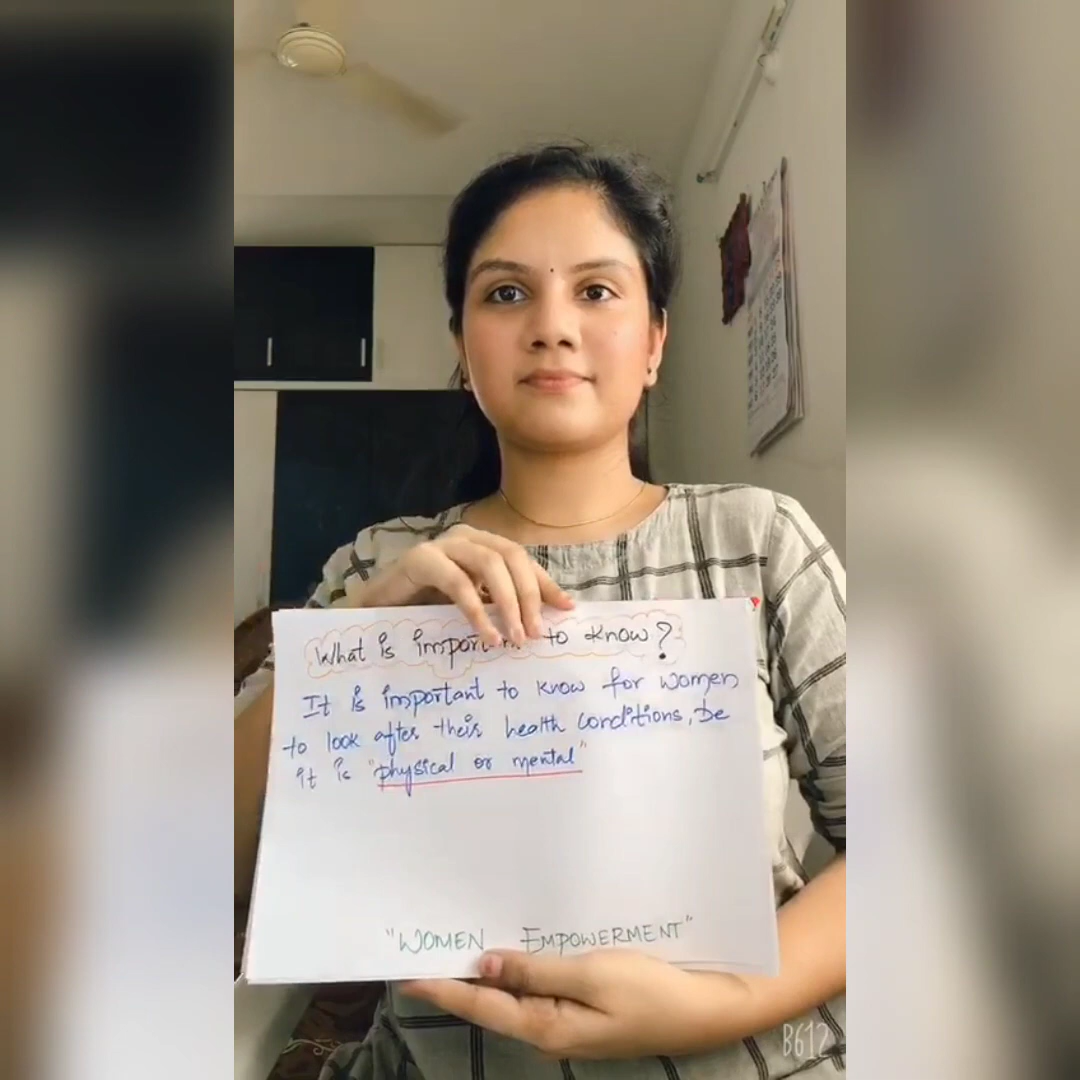 What is important to know?
It is important to know for women
to look after their health conditions, be
it is "physical or mental"
"WOMEN EMPOWERMENT"
B612